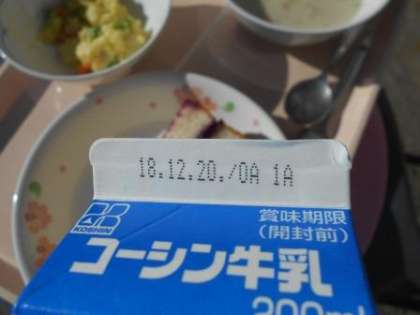 18.12.20./0A 1A
賞味期限
(開封前)
KOSHIN
コーシン牛乳
200ml